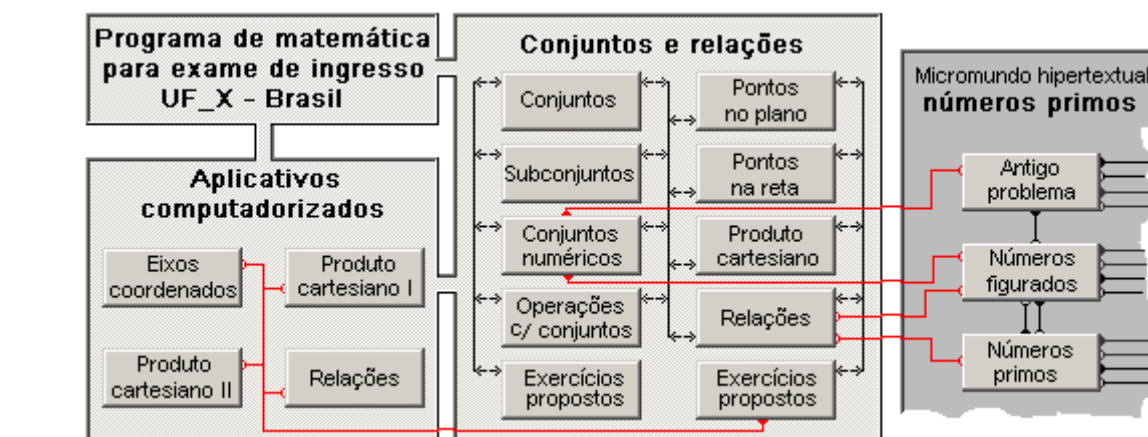 Programa de matemática
para exame de ingresso
UF_X - Brasil
Aplicativos
computadorizados
Eixos
coordenados
Produto
cartesiano I
Produto
cartesiano II
Relações
Conjuntos e relações
Conjuntos
Pontos
no plano
Subconjuntos
Pontos
na reta
Conjuntos
numéricos
Produto
cartesiano
Operações
c/ conjuntos
Relações
Exercícios
propostos
Exercícios
propostos
Micromundo hipertextual
números primos
Antigo
problema
Números
figurados
Números
primos